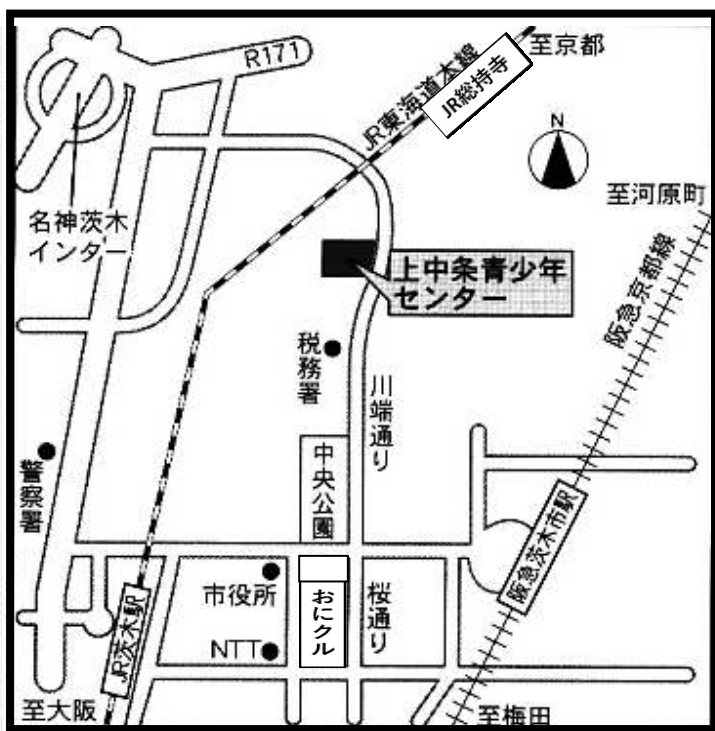 R171
至京都
JR総持寺
JR東海道本線
N
至河原町
名神茨木
インター
上中条青少年
センター
阪急京都線
税務署
川端通り
中央公園
警察署
阪急茨木市駅
市役所
おにクル
桜通り
JR茨木駅
NTT
至大阪
至梅田